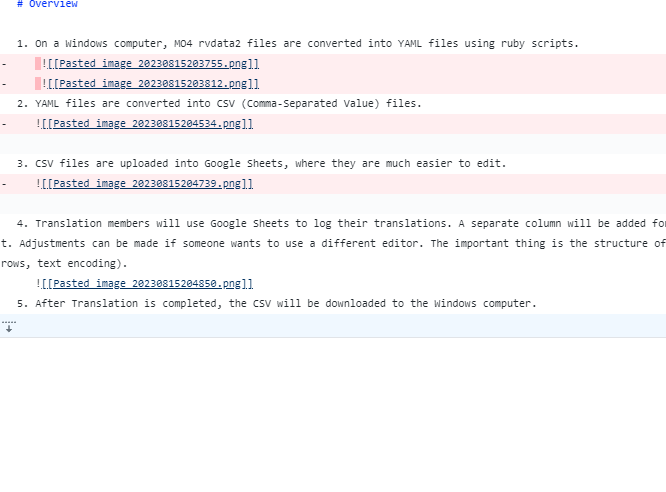 # Overview
1. On a Windows computer, MO4 rvdata2 files are converted into YAML files using ruby scripts.
- ![[Pasted image 20230815203755.png]]
- ![[Pasted image 20230815203812.png]]
2. YAML files are converted into CSV (Comma-Separated Value) files.
- ![[Pasted image 20230815204534.png]]
3. CSV files are uploaded into Google Sheets, where they are much easier to edit.
- ![[Pasted image 20230815204739.png]]
4. Translation members will use Google Sheets to log their translations. A separate column will be added for
t. Adjustments can be made if someone wants to use a different editor. The important thing is the structure of
rows, text encoding).
![[Pasted image 20230815204850.png]]
5. After Translation is completed, the CSV will be downloaded to the Windows computer.